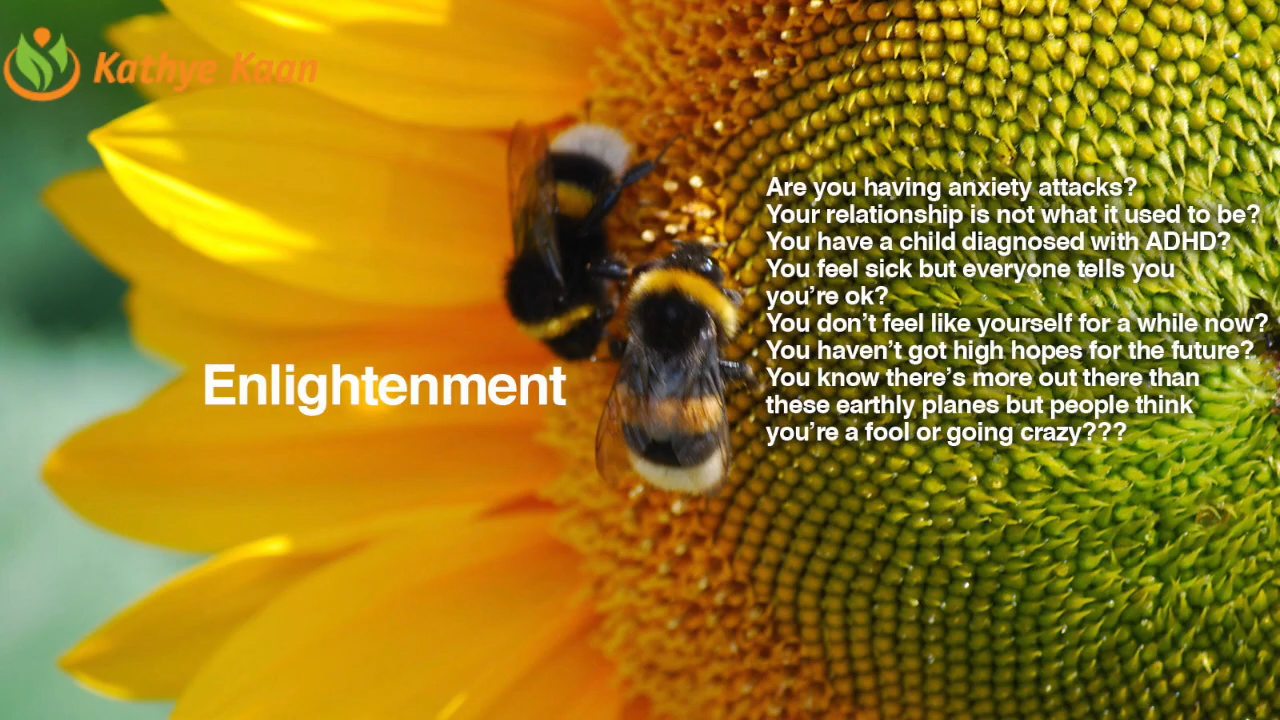 Kathye Kaan
Enlightenment
Are you having anxiety attacks?
Your relationship is not what it used to be?
You have a child diagnosed with ADHD?
You feel sick but everyone tells you
you’re ok?
You don’t feel like yourself for a while now?
You haven’t got high hopes for the future?
You know there’s more out there than
these earthly planes but people think
you’re a fool or going crazy???